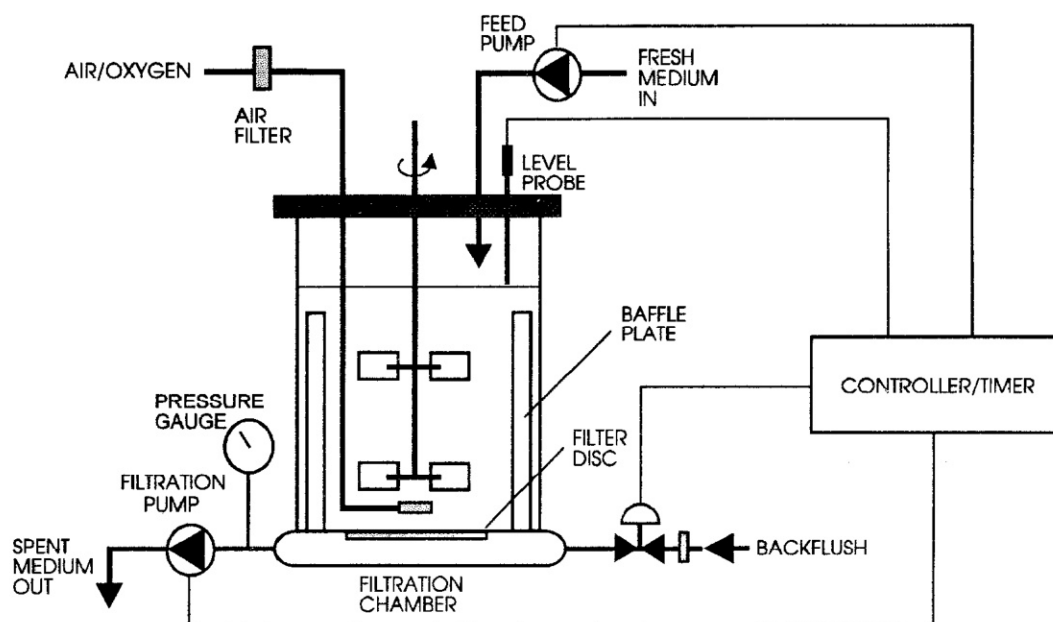 FEED
PUMP
AIR/OXYGEN
FRESH
MEDIUM
IN
AIR
FILTER
LEVEL
PROBE
BAFFLE
PLATE
CONTROLLER/TIMER
PRESSURE
GAUGE
FILTER
DISC
FILTRATION
PUMP
SPENT
MEDIUM
OUT
BACKFLUSH
FILTRATION
CHAMBER